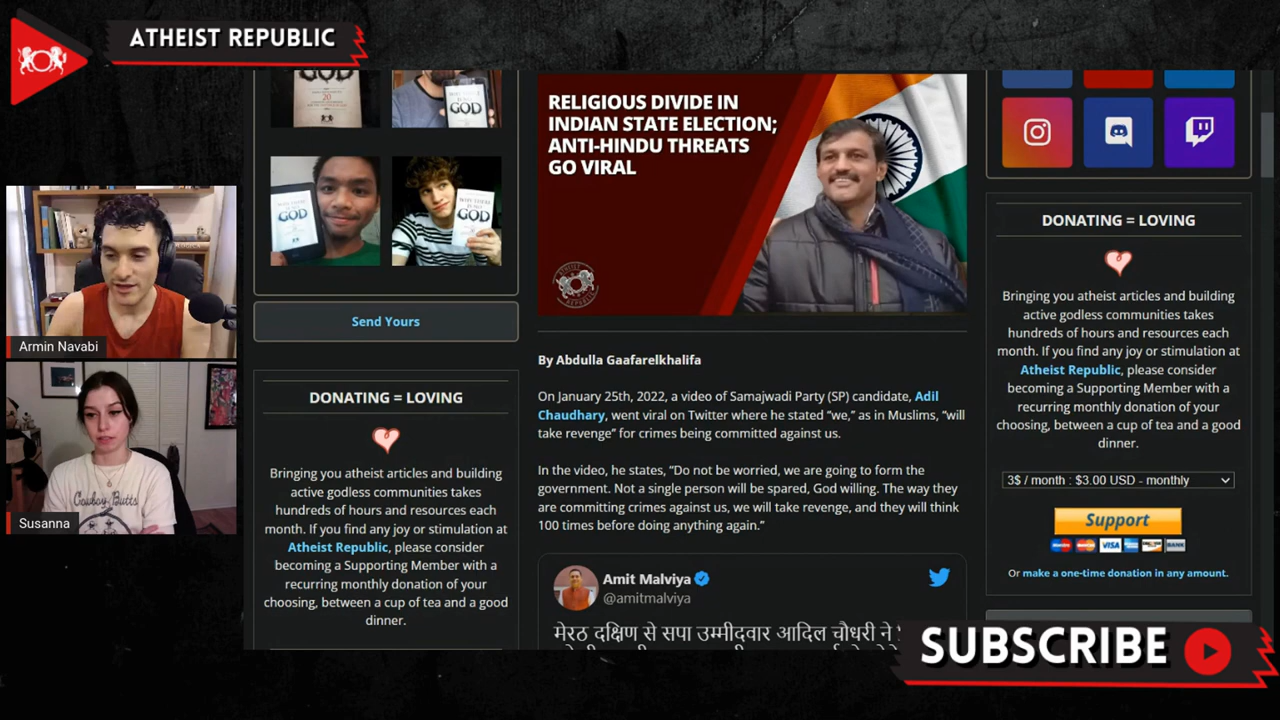 ATHEIST REPUBLIC
Armin Navabi
Susanna
GOD
20
GOD
GOD
WHY THERE
IS NO
GOD
Send Yours
DONATING = LOVING
Bringing you atheist articles and building
active godless communities takes
hundreds of hours and resources each
month. If you find any joy or stimulation at
Atheist Republic, please consider
becoming a Supporting Member with a
recurring monthly donation of your
choosing, between a cup of tea and a good
dinner.
RELIGIOUS DIVIDE IN
INDIAN STATE ELECTION;
ANTI-HINDU THREATS
GO VIRAL
ATHEIST
REPUBLIC
By Abdulla Gaafarelkhalifa
On January 25th, 2022, a video of Samajwadi Party (SP) candidate, Adil
Chaudhary, went viral on Twitter where he stated “we,” as in Muslims, “will
take revenge” for crimes being committed against us.
In the video, he states, “Do not be worried, we are going to form the
government. Not a single person will be spared, God willing. The way they
are committing crimes against us, we will take revenge, and they will think
100 times before doing anything again.”
Amit Malviya
@amitmalviya
मेरठ दक्षिण से सपा उम्मीदवार आदिल चौधरी ने
DONATING = LOVING
Bringing you atheist articles and building
active godless communities takes
hundreds of hours and resources each
month. If you find any joy or stimulation at
Atheist Republic, please consider
becoming a Supporting Member with a
recurring monthly donation of your
choosing, between a cup of tea and a good
dinner.
3$ / month : $3.00 USD - monthly
Support
VISA
BANK
Or make a one-time donation in any amount.
SUBSCRIBE
Cowboy Butts